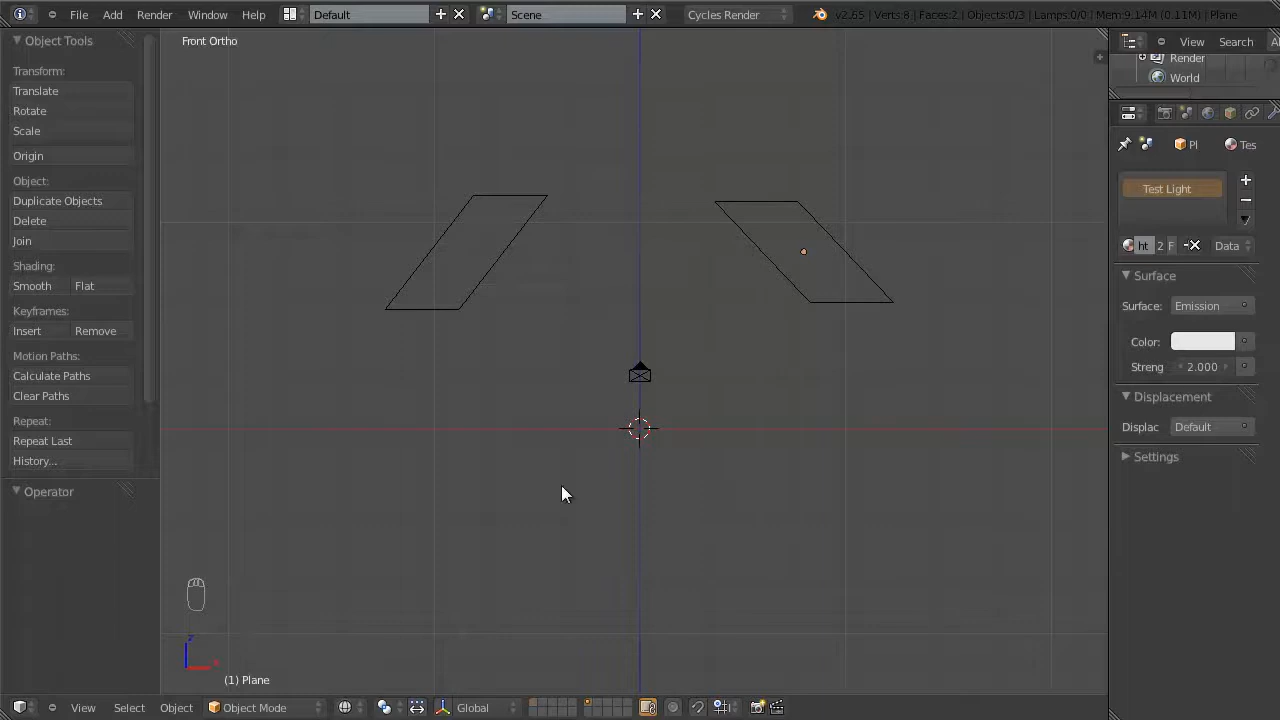 File Add Render Window Help Default Scene Cycles Render v2.65 | Verts:8 | Faces:2 | Objects:0/3 | Lamps:0/0 | Mem:9.14M (0.11M) | Plane
Object Tools
Transform:
Translate
Rotate
Scale
Origin
Object:
Duplicate Objects
Delete
Join
Shading:
Smooth Flat
Keyframes:
Insert Remove
Motion Paths:
Calculate Paths
Clear Paths
Repeat:
Repeat Last
History...
Operator
Front Ortho
z
x
(1) Plane
View Select Object Object Mode Global
View Search Al
Render
World
Pl Tes
Test Light
ht 2 F Data
Surface
Surface: Emission
Color:
Streng 2.000
Displacement
Displac Default
Settings